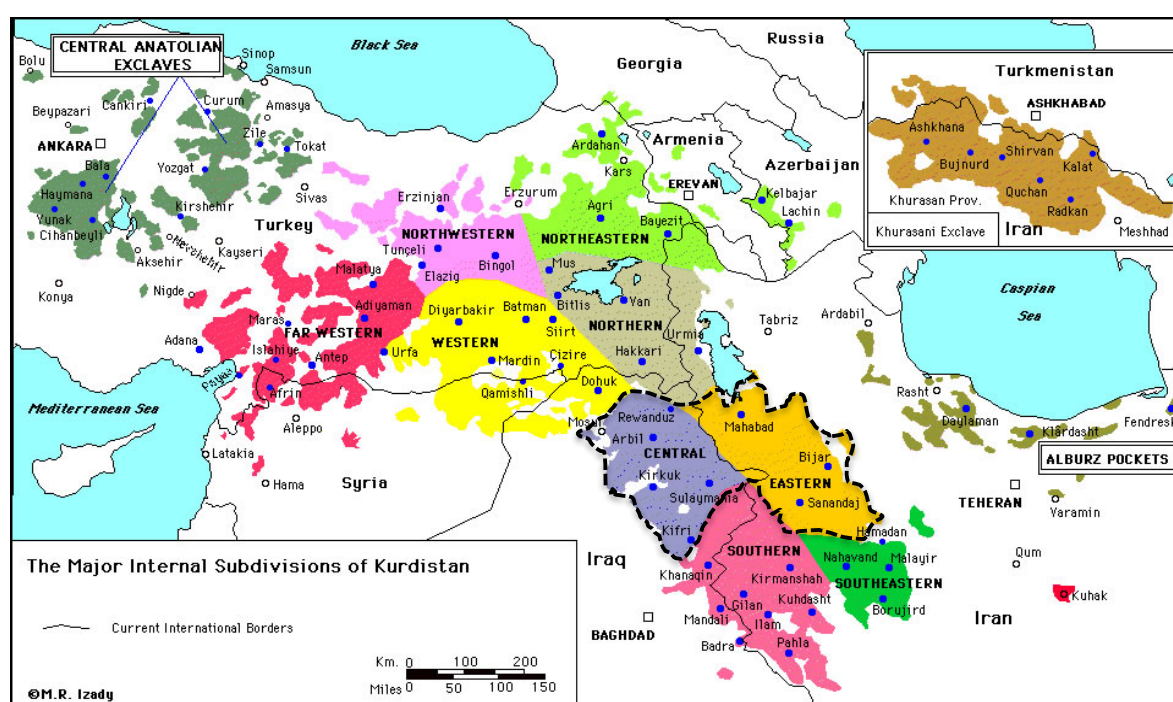 CENTRAL ANATOLIAN
EXCLAVES
Black Sea
Russia
Georgia
Bolu
Sinop
Samsun
Cankiri
Curum
Amasya
Beypazari
ANKARA
Zile
Tokat
Bala
Yozgat
Haymana
Sivas
Yunak
Kirshehir
Cihanbeyli
Turkey
Aksehir
Kayseri
Konya
Nigde
Ardahan
Kars
Armenia
EREVAN
Azerbaijan
Kelbajar
Lachin
Erzinjan
Erzurum
Agri
Bayezit
NORTHWESTERN
NORTHEASTERN
Tunçeli
Bingol
Elazig
Mus
Malatya
Bitlis
Van
Adiyaman
Diyarbakir
Batman
Siirt
NORTHERN
Maras
FAR WESTERN
WESTERN
Urmia
Tabriz
Ardabil
Adana
Islahiye
Antep
Urfa
Mardin
Cizire
Hakkari
Payas
Afrin
Qamishli
Dohuk
Mediterranean Sea
Aleppo
Mosul
Rewanduz
Mahabad
Latakia
Arbil
CENTRAL
Bijar
Hama
Syria
Kirkuk
Sulaymania
EASTERN
Sanandaj
Kifri
Hamadan
Iraq
SOUTHERN
Nahavand
Malayir
Khanaqin
Kirmanshah
SOUTHEASTERN
Gilan
Kuhdasht
Borujird
Mandali
Ilam
BAGHDAD
Badra
Pahla
Iran
Turkmenistan
ASHKHABAD
Ashkhana
Bujnurd
Shirvan
Kalat
Quchan
Radkan
Khurasan Prov.
Iran
Meshhad
Khurasani Exclave
Caspian
Sea
Rasht
Daylaman
Klardasht
Fendresk
ALBURZ POCKETS
TEHERAN
Varamin
Qum
Kuhak
The Major Internal Subdivisions of Kurdistan
Current International Borders
Km. 0 100 200
Miles 0 50 100 150
©M.R. Izady